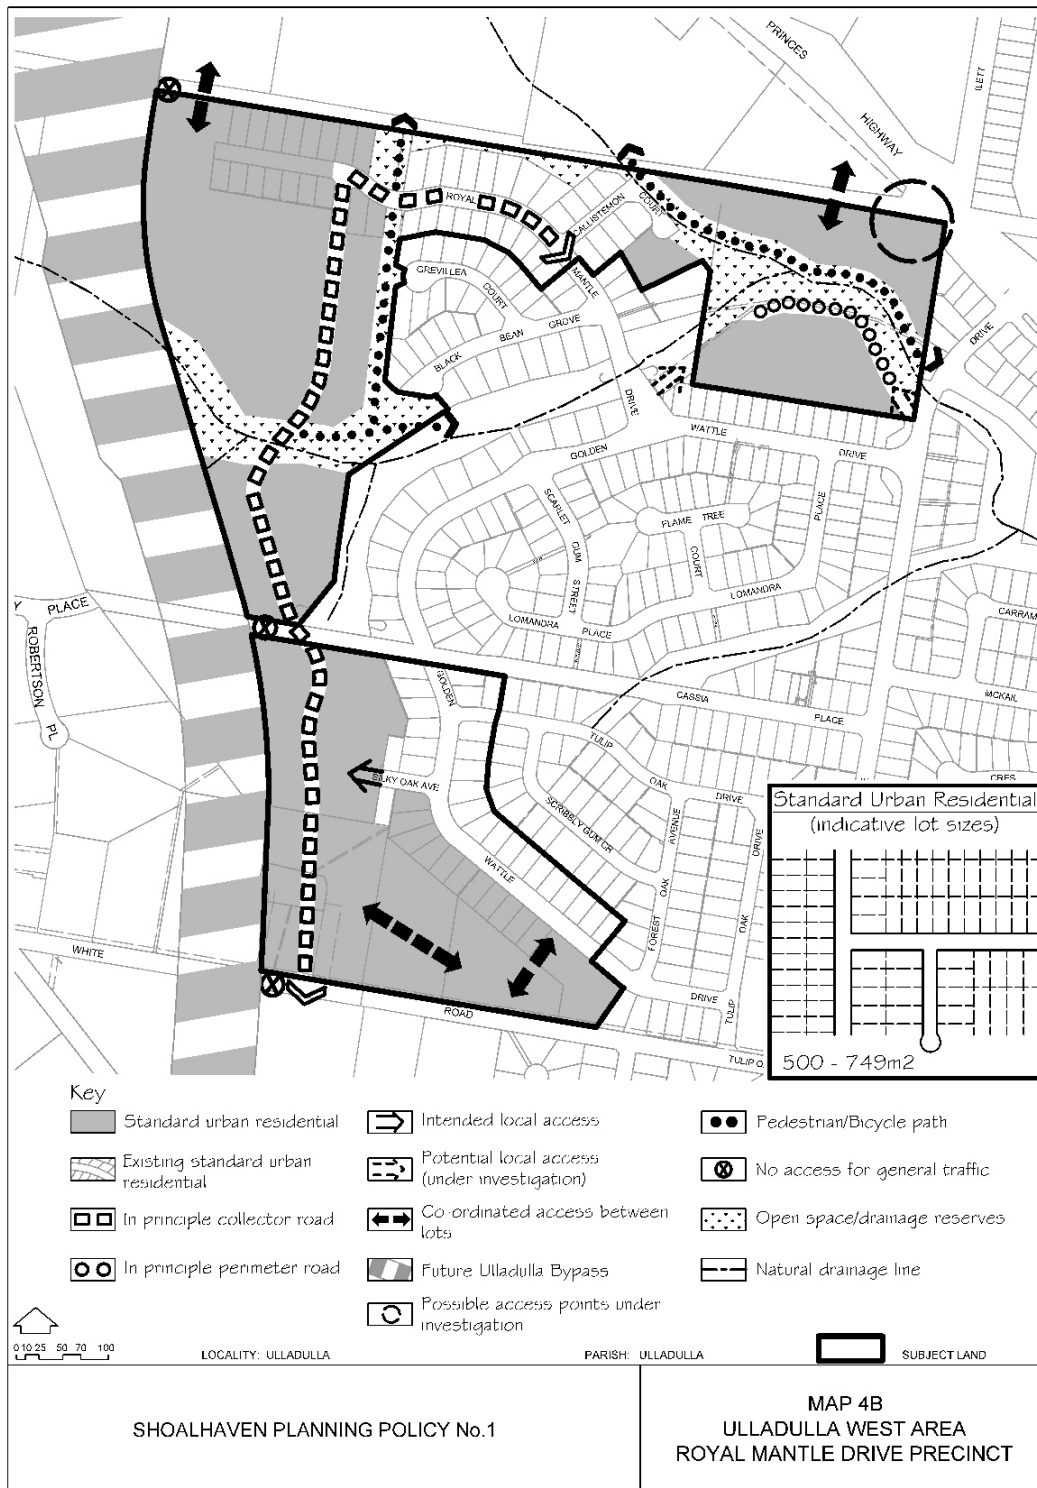 PRINCES
HIGHWAY
ILETT
ROYAL
CALLISTEMON
COURT
MANTLE
GREVILLEA
COURT
BLACK
BEAN
GROVE
DRIVE
DRIVE
WATTLE
DRIVE
GOLDEN
SCARLET
GUM
STREET
FLAME TREE
COURT
PLACE
LOMANDRA
LOMANDRA
PLACE
CARRAM
PLACE
ROBERTSON
PL
GOLDEN
CASSIA
PLACE
MCKAIL
TULIP
OAK
DRIVE
CRES
SILKY OAK AVE
SCRIBBLY GUM CR
AVENUE
OAK
FOREST
DRIVE
OAK
TULIP
WATTLE
DRIVE
WHITE
ROAD
TULIP O
Standard Urban Residential
(indicative lot sizes)
500 - 749m2
Key
Standard urban residential
Existing standard urban
residential
In principle collector road
In principle perimeter road
Intended local access
Potential local access
(under investigation)
Co ordinated access between
lots
Future Ulladulla Bypass
Possible access points under
investigation
Pedestrian/Bicycle path
No access for general traffic
Open space/drainage reserves
Natural drainage line
0 10 25 50 70 100
LOCALITY: ULLADULLA
PARISH: ULLADULLA
SUBJECT LAND
SHOALHAVEN PLANNING POLICY No.1
MAP 4B
ULLADULLA WEST AREA
ROYAL MANTLE DRIVE PRECINCT